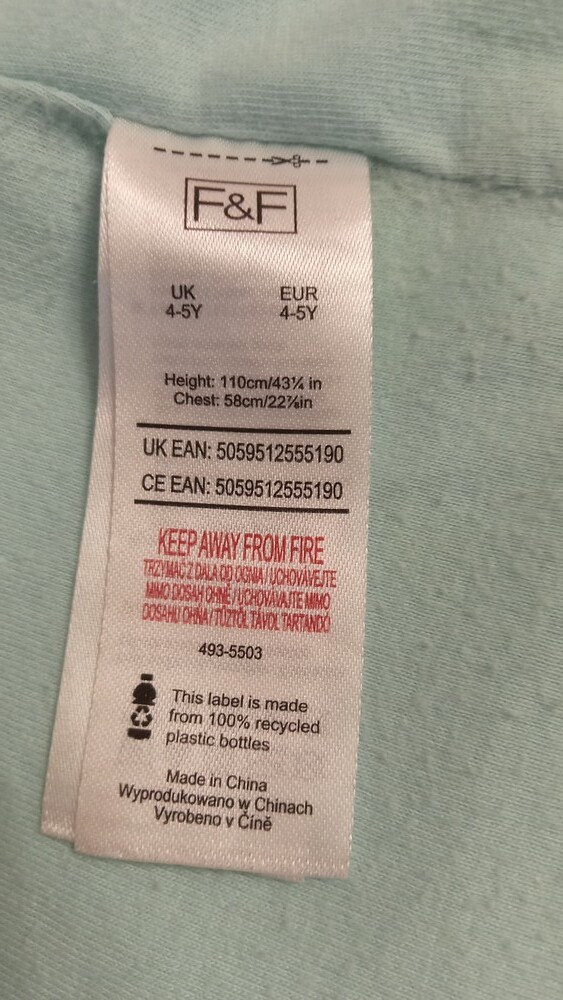 F&F
UK EUR
4-5Y 4-5Y
Height: 110cm/43¼ in
Chest: 58cm/22⅞in
UK EAN: 5059512555190
CE EAN: 5059512555190
KEEP AWAY FROM FIRE
TRZYMAĆ Z DALA OD OGNIA / UCHOVÁVEJTE
MIMO DOSAH OHNĚ / UCHOVÁVAJTE MIMO
DOSAHU OHŇA / TŰZTŐL TÁVOL TARTANDÓ
493-5503
This label is made
from 100% recycled
plastic bottles
Made in China
Wyprodukowano w Chinach
Vyrobeno v Číně